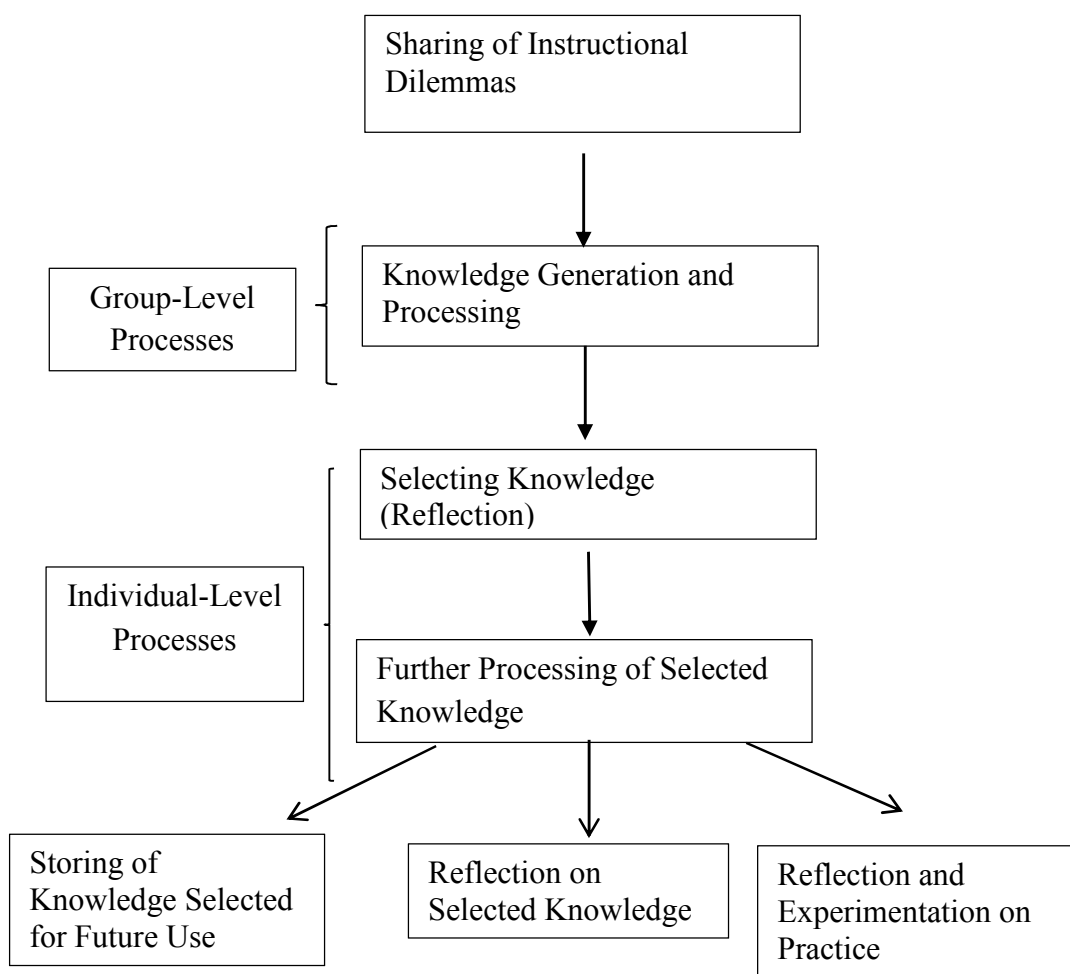 Sharing of Instructional
Dilemmas
Group-Level
Processes
Knowledge Generation and
Processing
Selecting Knowledge
(Reflection)
Individual-Level
Processes
Further Processing of Selected
Knowledge
Storing of
Knowledge Selected
for Future Use
Reflection on
Selected Knowledge
Reflection and
Experimentation on
Practice